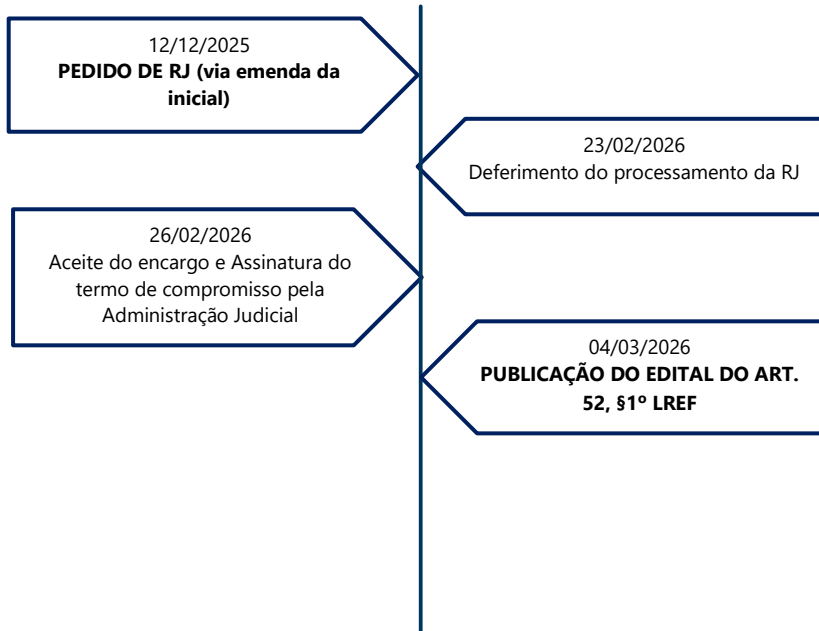 12/12/2025
PEDIDO DE RJ (via emenda da
inicial)
23/02/2026
Deferimento do processamento da RJ
26/02/2026
Aceite do encargo e Assinatura do
termo de compromisso pela
Administração Judicial
04/03/2026
PUBLICAÇÃO DO EDITAL DO ART.
52, §1º LREF